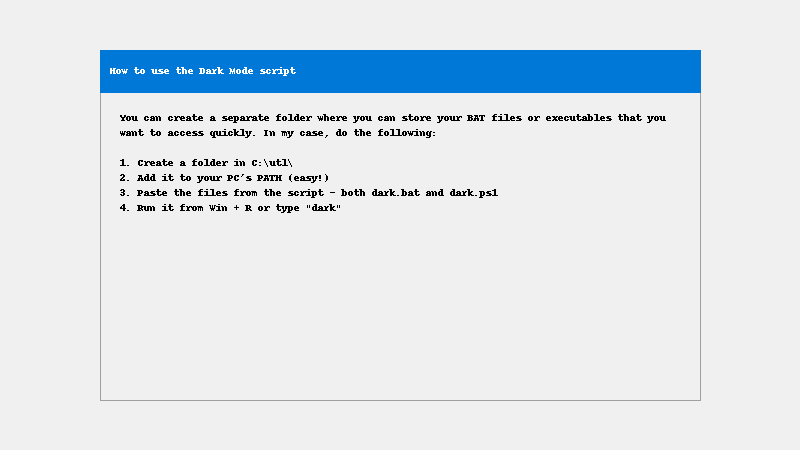 How to use the Dark Mode script
You can create a separate folder where you can store your BAT files or executables that you
want to access quickly. In my case, do the following:
1. Create a folder in C:\utl\
2. Add it to your PC's PATH (easy!)
3. Paste the files from the script - both dark.bat and dark.ps1
4. Run it from Win + R or type "dark"